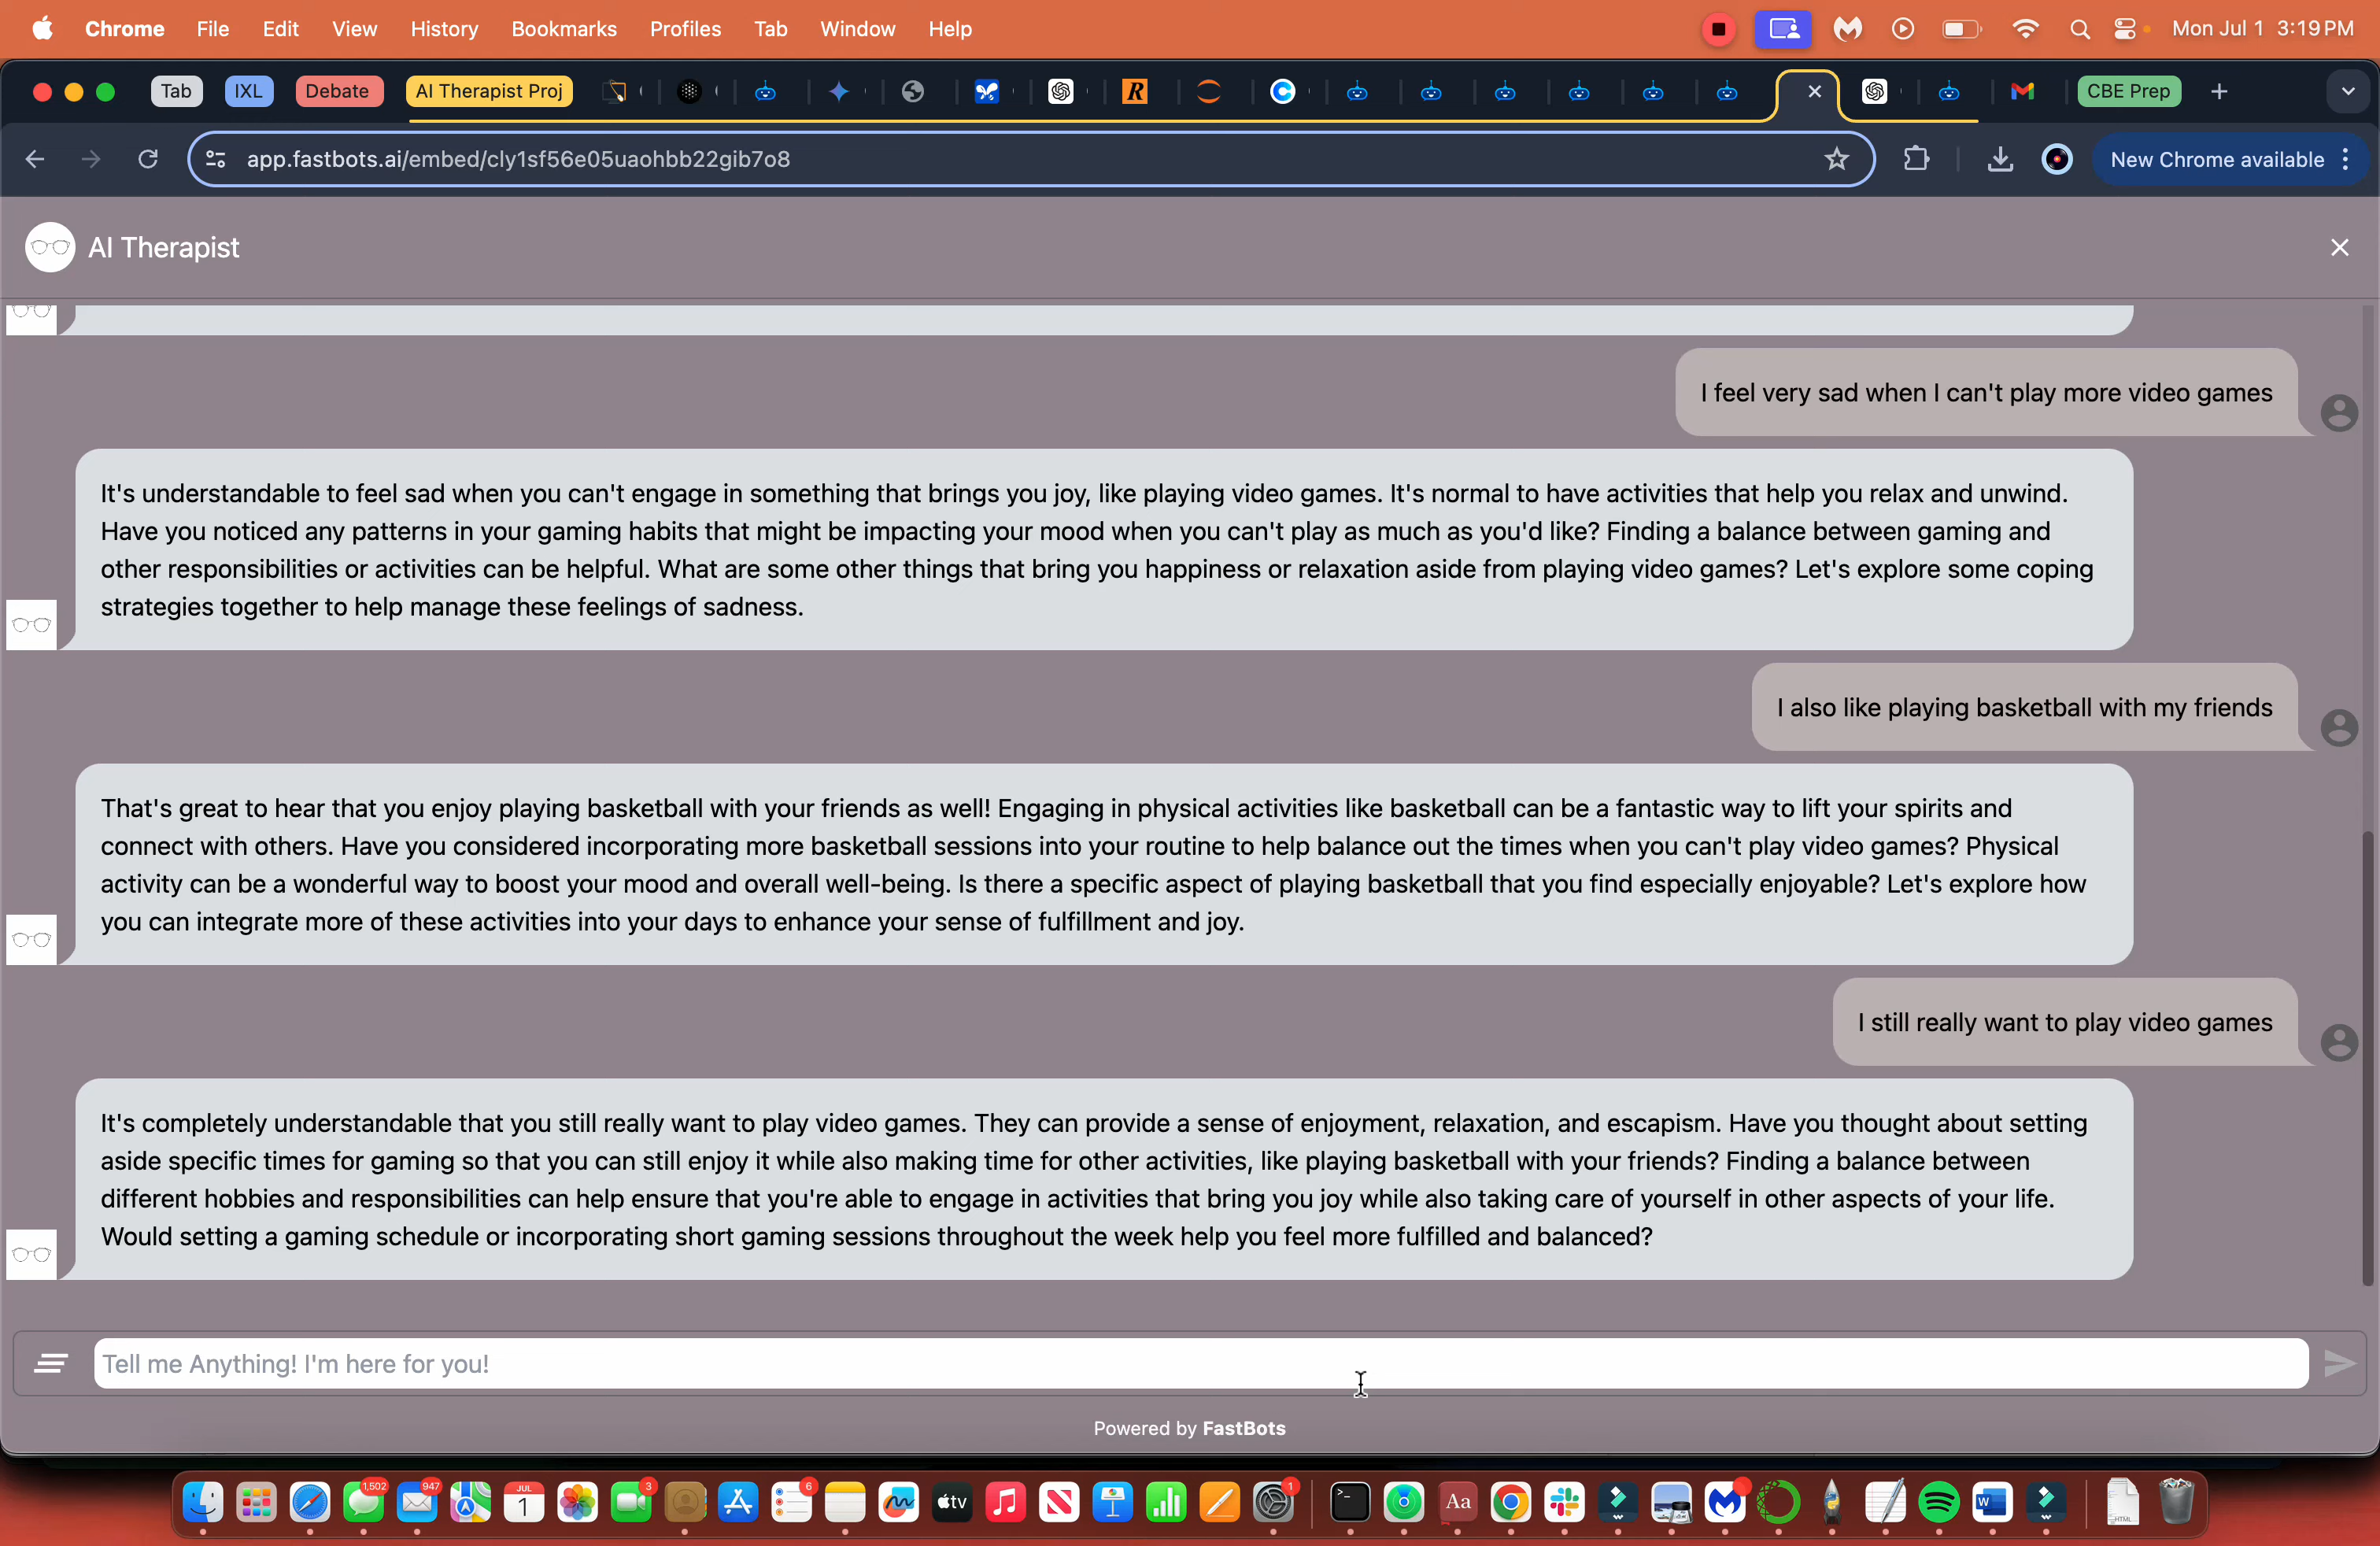 Chrome File Edit View History Bookmarks Profiles Tab Window Help Mon Jul 1 3:19 PM
Tab IXL Debate AI Therapist Proj R CBE Prep
app.fastbots.ai/embed/cly1sf56e05uaohbb22gib7o8 New Chrome available
AI Therapist
I feel very sad when I can't play more video games
It's understandable to feel sad when you can't engage in something that brings you joy, like playing video games. It's normal to have activities that help you relax and unwind.
Have you noticed any patterns in your gaming habits that might be impacting your mood when you can't play as much as you'd like? Finding a balance between gaming and
other responsibilities or activities can be helpful. What are some other things that bring you happiness or relaxation aside from playing video games? Let's explore some coping
strategies together to help manage these feelings of sadness.
I also like playing basketball with my friends
That's great to hear that you enjoy playing basketball with your friends as well! Engaging in physical activities like basketball can be a fantastic way to lift your spirits and
connect with others. Have you considered incorporating more basketball sessions into your routine to help balance out the times when you can't play video games? Physical
activity can be a wonderful way to boost your mood and overall well-being. Is there a specific aspect of playing basketball that you find especially enjoyable? Let's explore how
you can integrate more of these activities into your days to enhance your sense of fulfillment and joy.
I still really want to play video games
It's completely understandable that you still really want to play video games. They can provide a sense of enjoyment, relaxation, and escapism. Have you thought about setting
aside specific times for gaming so that you can still enjoy it while also making time for other activities, like playing basketball with your friends? Finding a balance between
different hobbies and responsibilities can help ensure that you're able to engage in activities that bring you joy while also taking care of yourself in other aspects of your life.
Would setting a gaming schedule or incorporating short gaming sessions throughout the week help you feel more fulfilled and balanced?
Tell me Anything! I'm here for you!
Powered by FastBots
1,502 947 JUL 1 3 6 tv 1 Aa W HTML